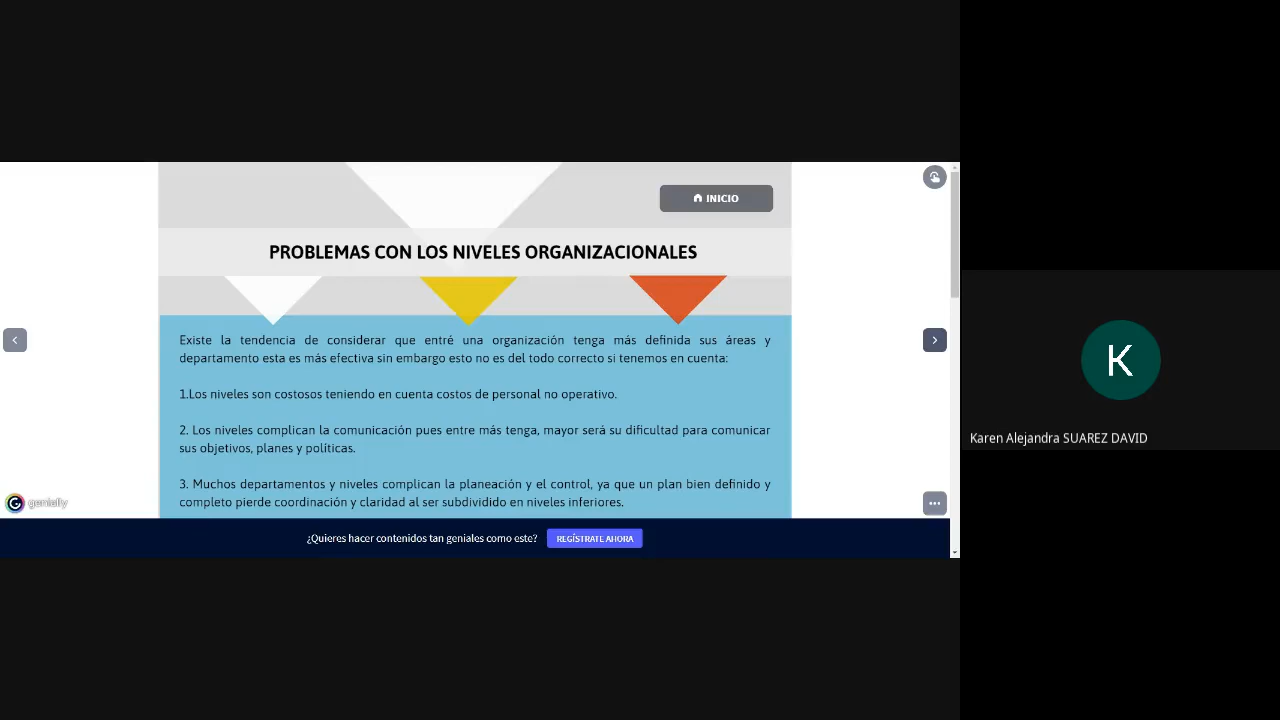 INICIO
PROBLEMAS CON LOS NIVELES ORGANIZACIONALES
Existe la tendencia de considerar que entré una organización tenga más definida sus áreas y
departamento esta es más efectiva sin embargo esto no es del todo correcto si tenemos en cuenta:
1.Los niveles son costosos teniendo en cuenta costos de personal no operativo.
2. Los niveles complican la comunicación pues entre más tenga, mayor será su dificultad para comunicar
sus objetivos, planes y políticas.
3. Muchos departamentos y niveles complican la planeación y el control, ya que un plan bien definido y
completo pierde coordinación y claridad al ser subdividido en niveles inferiores.
genially
¿Quieres hacer contenidos tan geniales como este? REGÍSTRATE AHORA
K
Karen Alejandra SUAREZ DAVID